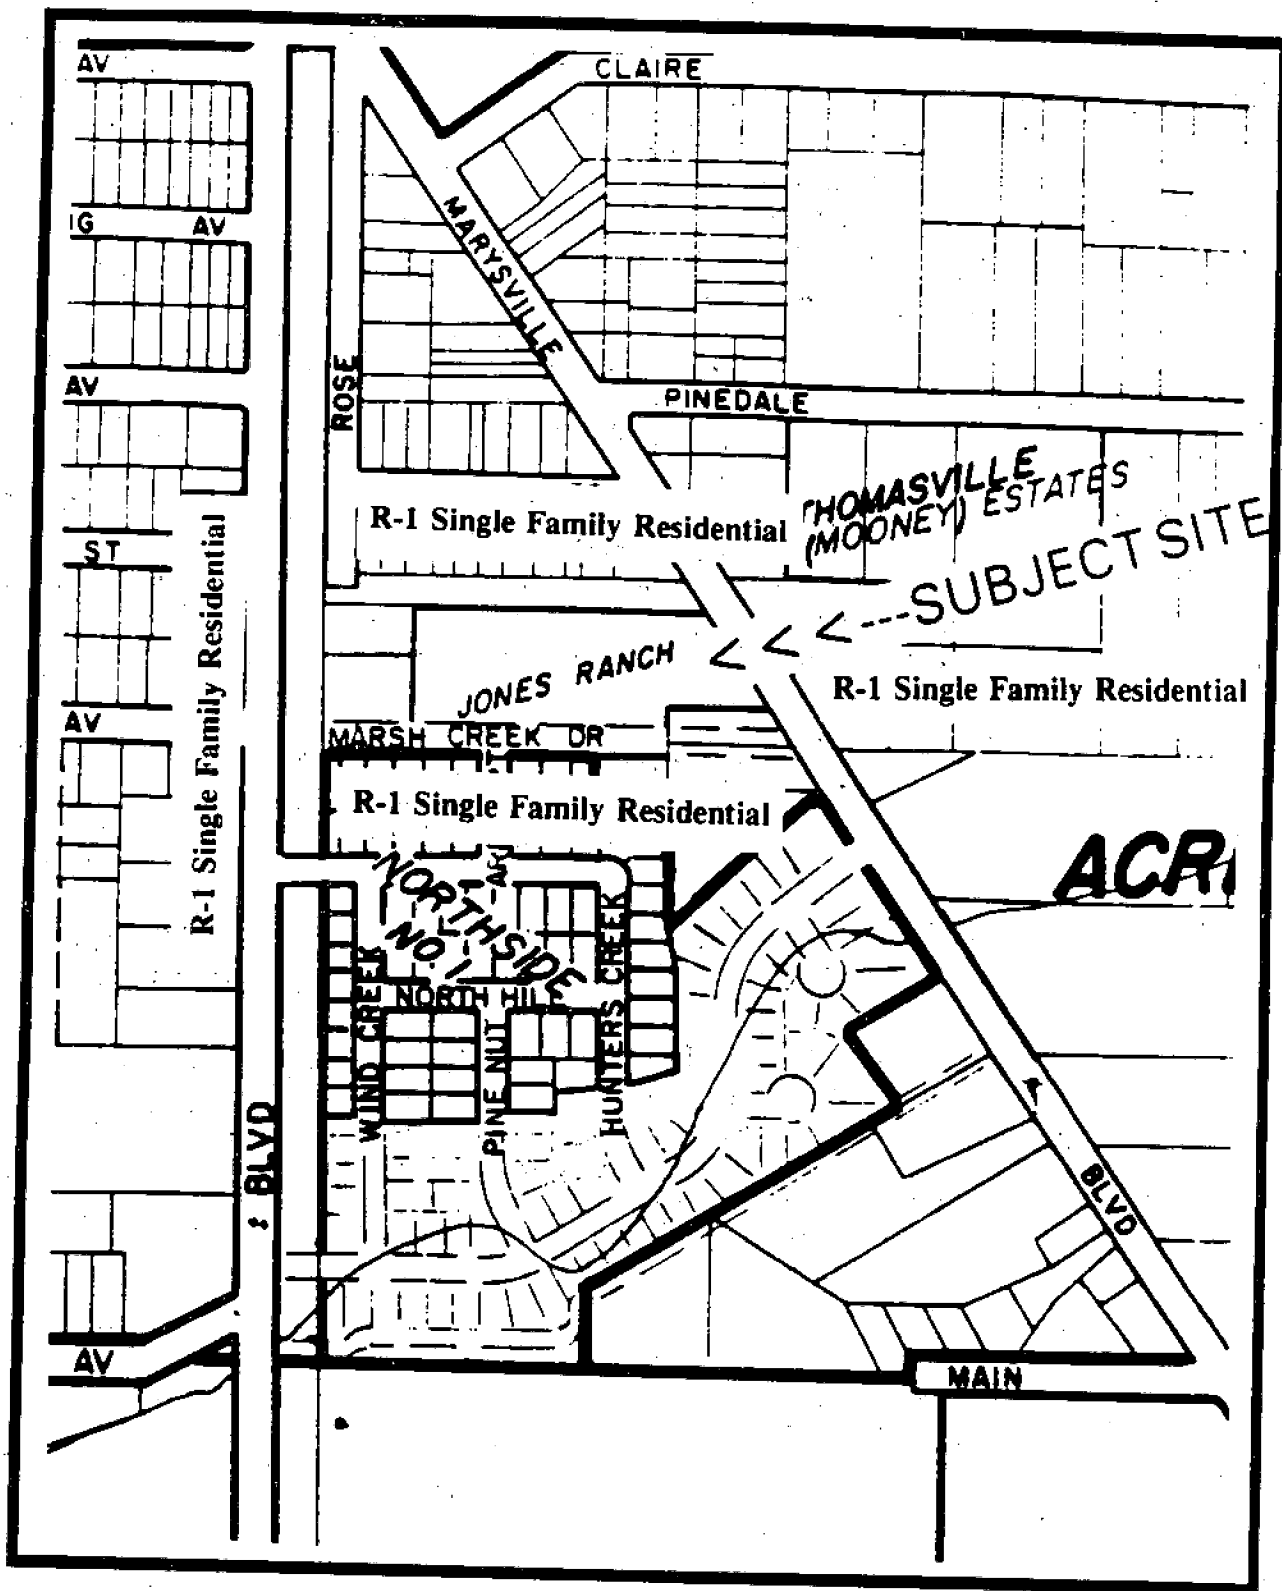 AV
CLAIRE
IG AV
MARYSVILLE
AV
ROSE
PINEDALE
THOMASVILLE
(MOONEY) ESTATES
R-1 Single Family Residential
SUBJECT SITE
ST
R-1 Single Family Residential
JONES RANCH
R-1 Single Family Residential
AV
MARSH CREEK DR
R-1 Single Family Residential
ACRE
NORTHSIDE
NO 1
WIND CREEK
NORTH HILL
PINE NUT
HUNTERS CREEK
BLVD
BLVD
AV
MAIN